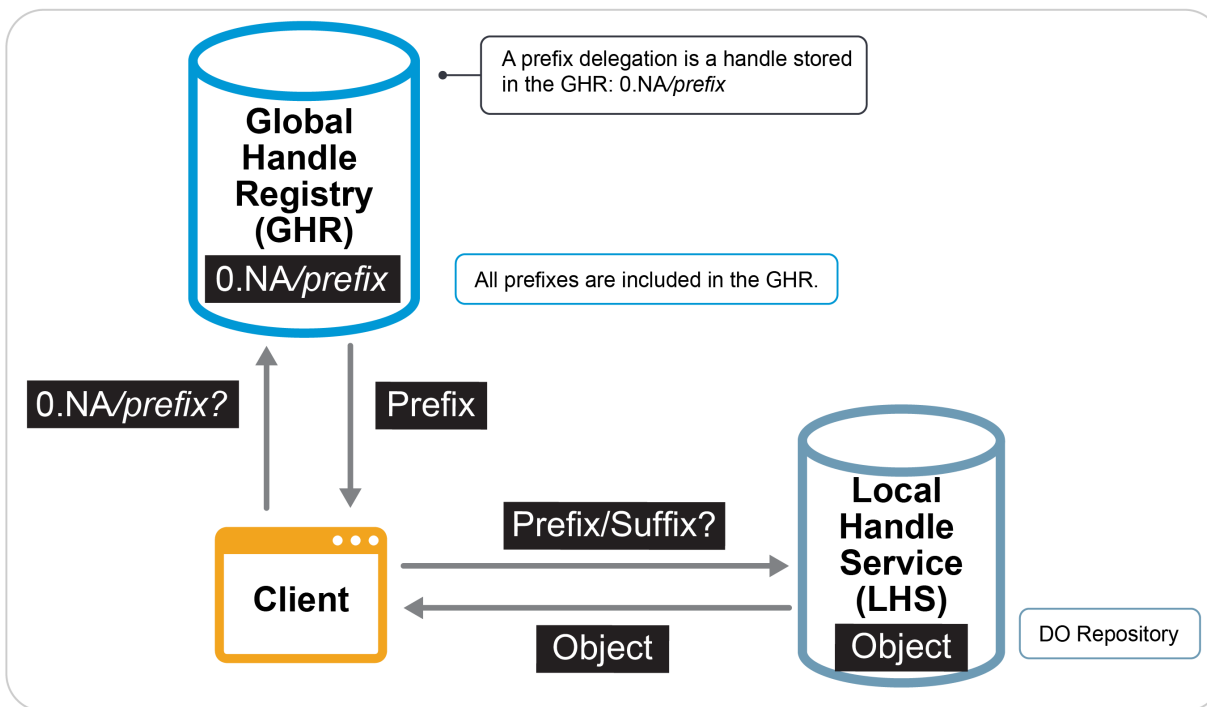 A prefix delegation is a handle stored
in the GHR: 0.NA/prefix
Global
Handle
Registry
(GHR)
0.NA/prefix
All prefixes are included in the GHR.
0.NA/prefix?
Prefix
Prefix/Suffix?
Client
Object
Local
Handle
Service
(LHS)
Object
DO Repository